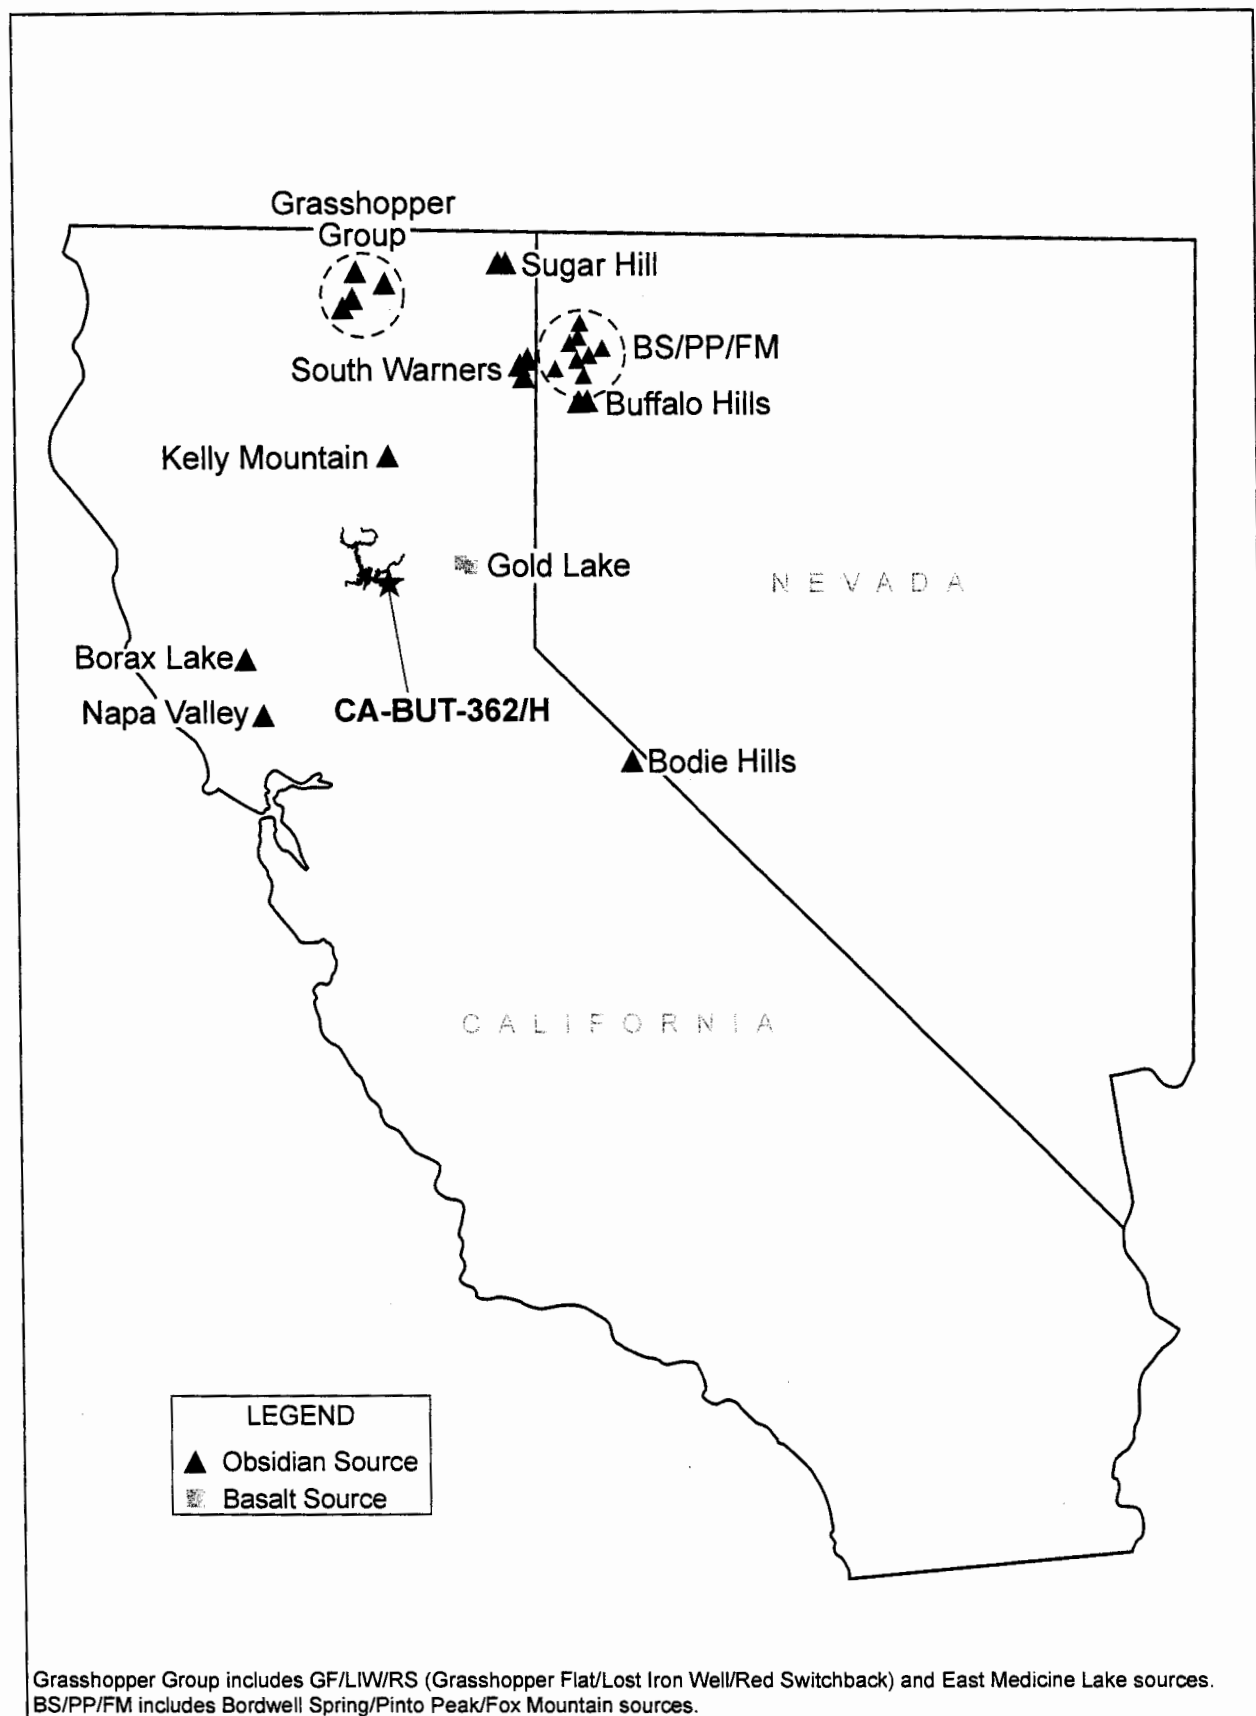 Grasshopper
Group
Sugar Hill
BS/PP/FM
South Warners
Buffalo Hills
Kelly Mountain
Gold Lake
NEVADA
Borax Lake
Napa Valley
CA-BUT-362/H
Bodie Hills
CALIFORNIA
LEGEND
Obsidian Source
Basalt Source
Grasshopper Group includes GF/LIW/RS (Grasshopper Flat/Lost Iron Well/Red Switchback) and East Medicine Lake sources.
BS/PP/FM includes Bordwell Spring/Pinto Peak/Fox Mountain sources.